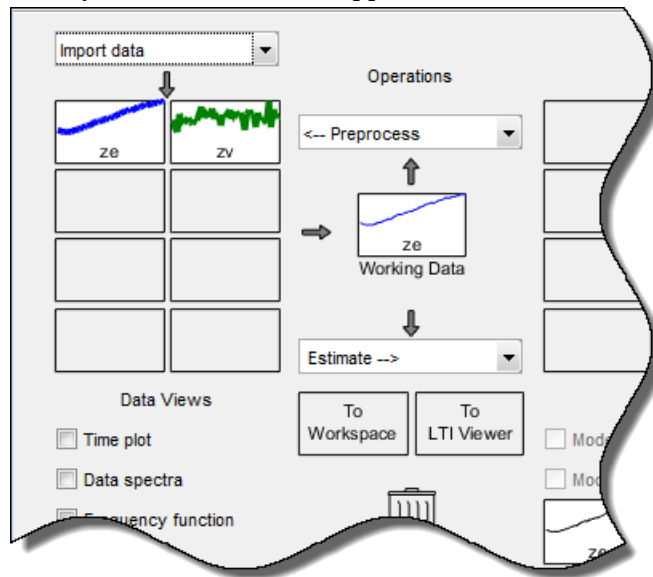 Import data
Operations
ze
zv
<-- Preprocess
ze
Working Data
Estimate -->
Data Views
To
Workspace
To
LTI Viewer
Time plot
Data spectra
Frequency function